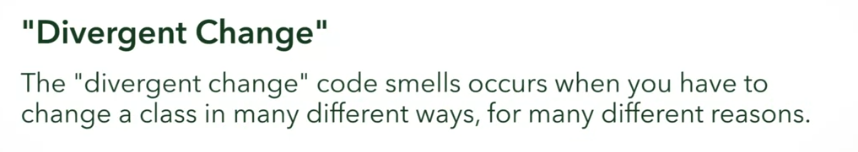 "Divergent Change"
The "divergent change" code smells occurs when you have to
change a class in many different ways, for many different reasons.